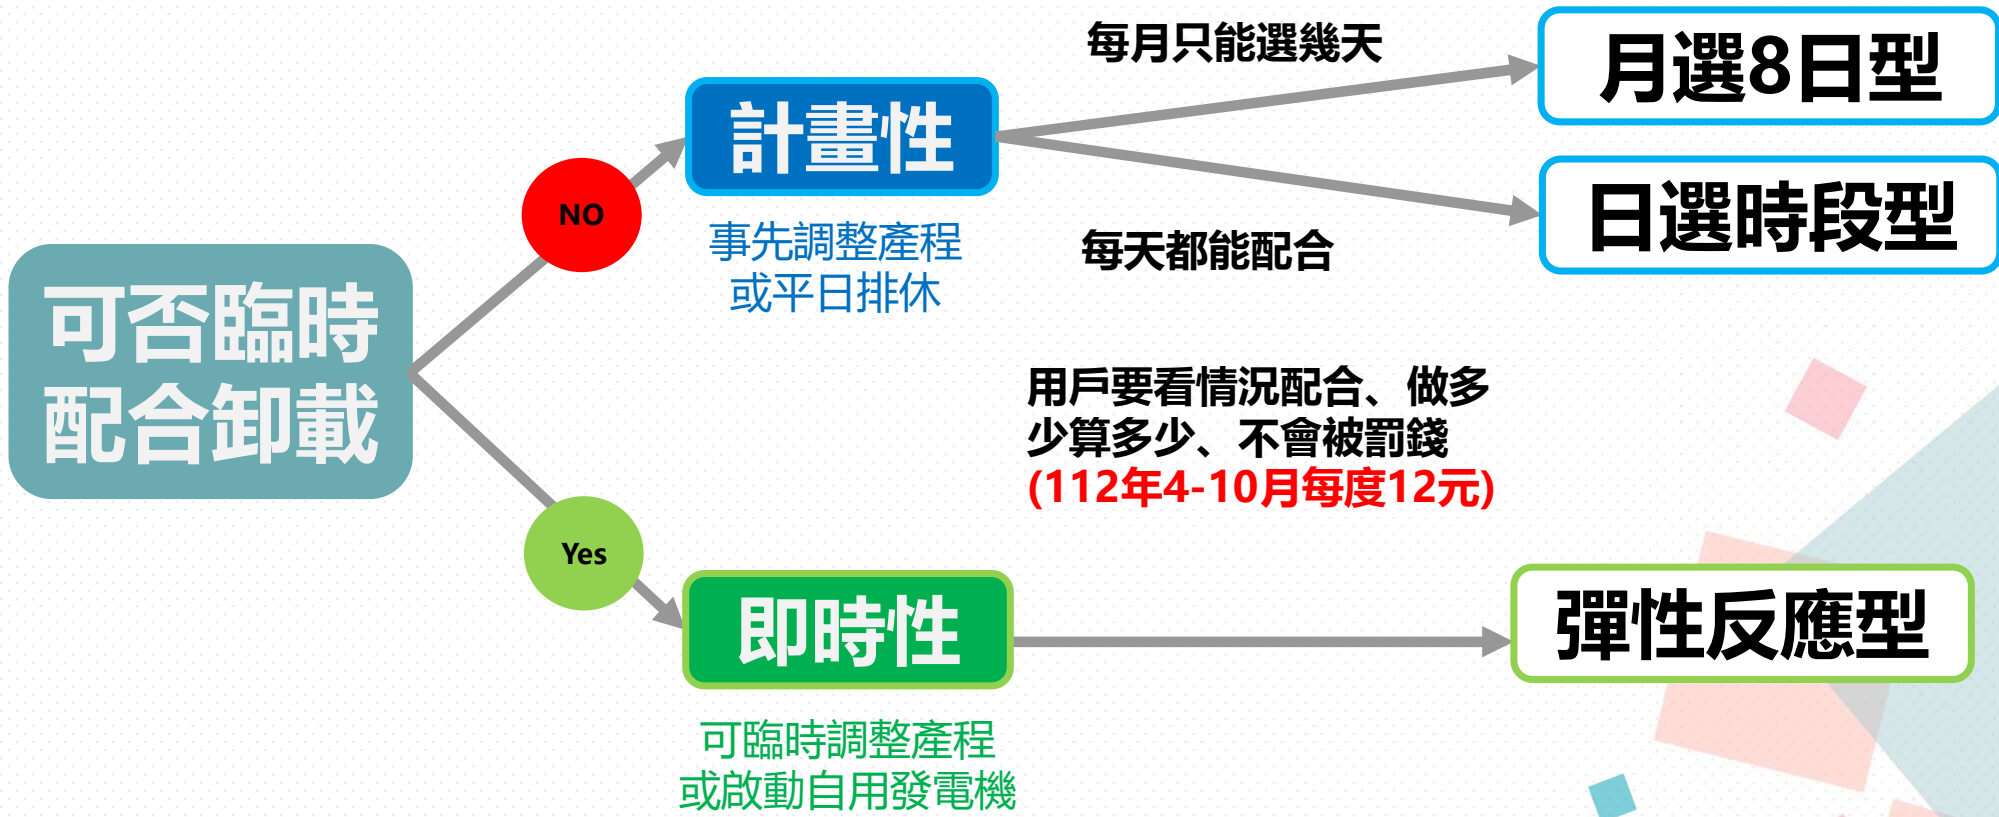 可否臨時
配合卸載
NO
計畫性
事先調整產程
或平日排休
每月只能選幾天
月選8日型
每天都能配合
日選時段型
Yes
即時性
可臨時調整產程
或啟動自用發電機
用戶要看情況配合、做多
少算多少、不會被罰錢
(112年4-10月每度12元)
彈性反應型